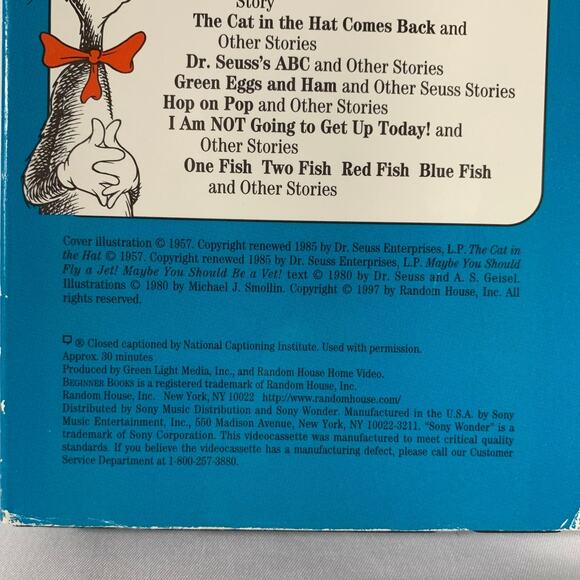 Story
The Cat in the Hat Comes Back and
Other Stories
Dr. Seuss's ABC and Other Stories
Green Eggs and Ham and Other Seuss Stories
Hop on Pop and Other Stories
I Am NOT Going to Get Up Today! and
Other Stories
One Fish Two Fish Red Fish Blue Fish
and Other Stories
Cover illustration © 1957. Copyright renewed 1985 by Dr. Seuss Enterprises, L.P. The Cat in
the Hat © 1957. Copyright renewed 1985 by Dr. Seuss Enterprises, L.P. Maybe You Should
Fly a Jet! Maybe You Should Be a Vet! text © 1980 by Dr. Seuss and A. S. Geisel.
Illustrations © 1980 by Michael J. Smollin. Copyright © 1997 by Random House, Inc. All
rights reserved.
® Closed captioned by National Captioning Institute. Used with permission.
Approx. 30 minutes
Produced by Green Light Media, Inc., and Random House Home Video.
BEGINNER BOOKS is a registered trademark of Random House, Inc.
Random House, Inc. New York, NY 10022 http://www.randomhouse.com/
Distributed by Sony Music Distribution and Sony Wonder. Manufactured in the U.S.A. by Sony
Music Entertainment, Inc., 550 Madison Avenue, New York, NY 10022-3211. "Sony Wonder" is a
trademark of Sony Corporation. This videocassette was manufactured to meet critical quality
standards. If you believe the videocassette has a manufacturing defect, please call our Customer
Service Department at 1-800-257-3880.